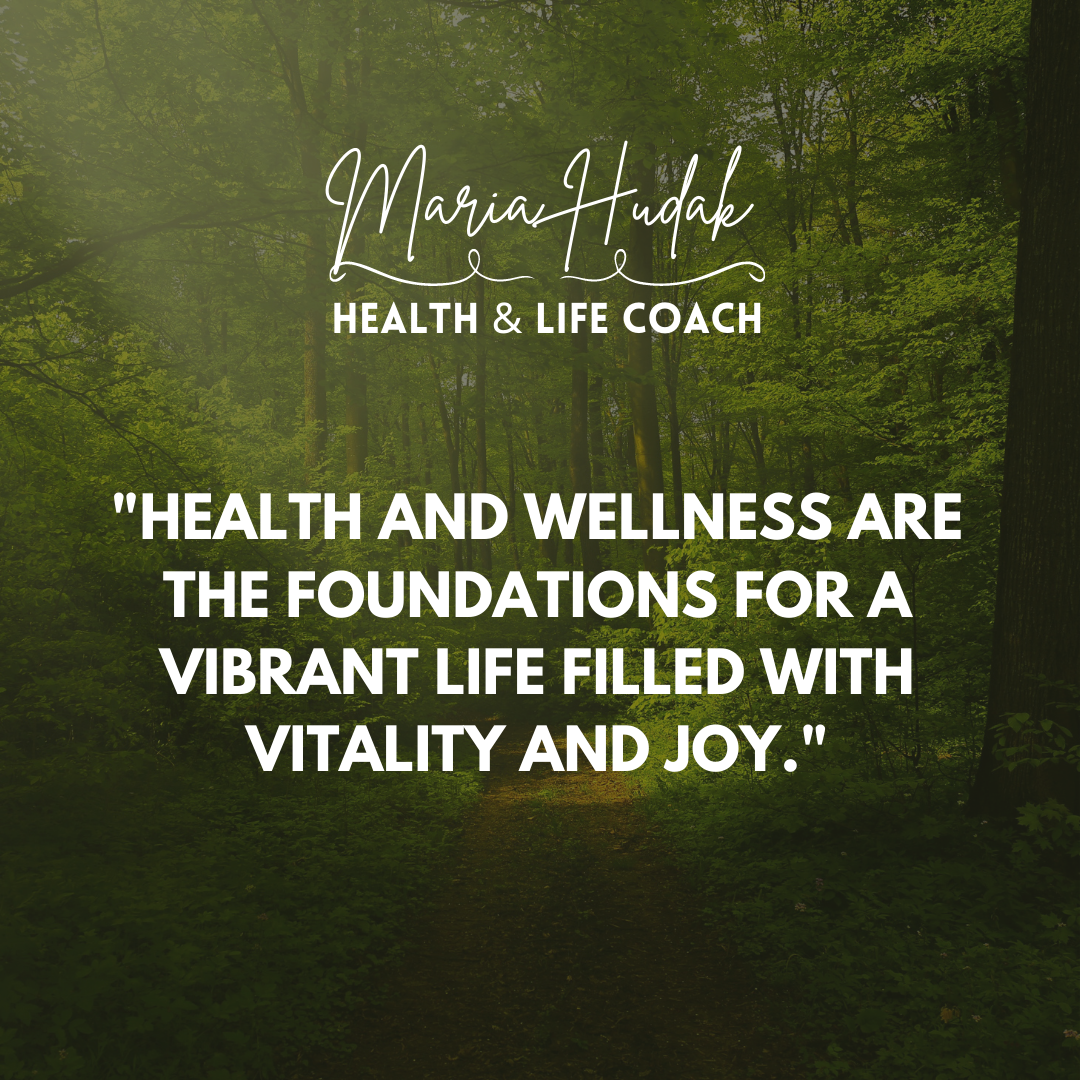 Maria Hudak
HEALTH & LIFE COACH
"HEALTH AND WELLNESS ARE
THE FOUNDATIONS FOR A
VIBRANT LIFE FILLED WITH
VITALITY AND JOY."